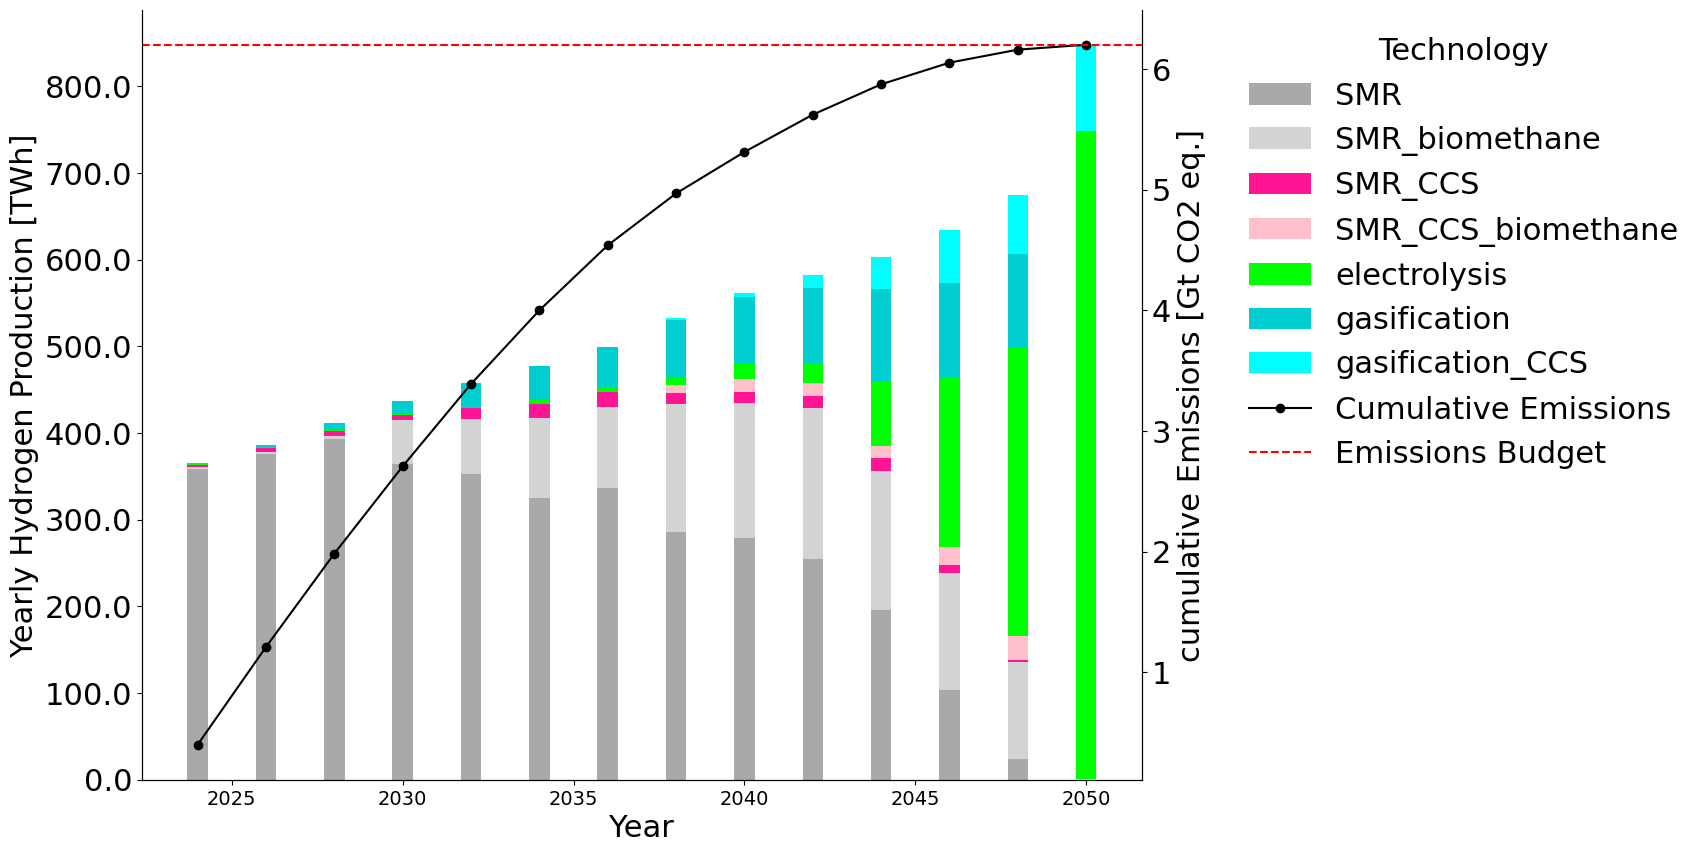 Yearly Hydrogen Production [TWh]
800.0
700.0
600.0
500.0
400.0
300.0
200.0
100.0
0.0
2025
2030
2035
2040
2045
2050
Year
6
5
4
3
2
1
cumulative Emissions [Gt CO2 eq.]
Technology
SMR
SMR_biomethane
SMR_CCS
SMR_CCS_biomethane
electrolysis
gasification
gasification_CCS
Cumulative Emissions
Emissions Budget